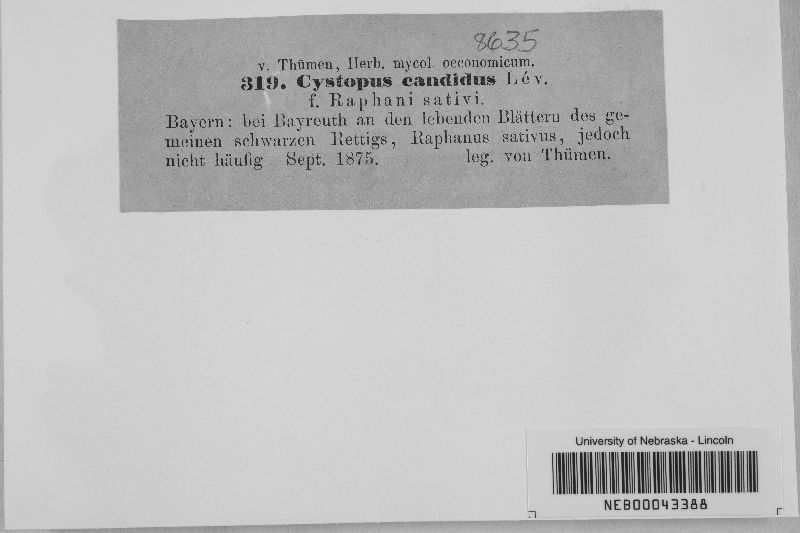 8635
v. Thümen, Herb. mycol. oeconomicum.
319. Cystopus candidus Lév.
f. Raphani sativi.
Bayern: bei Bayreuth an den lebenden Blättern des ge-
meinen schwarzen Rettigs, Raphanus sativus, jedoch
nicht häufig Sept. 1875. leg. von Thümen.
University of Nebraska - Lincoln
NEB00043388